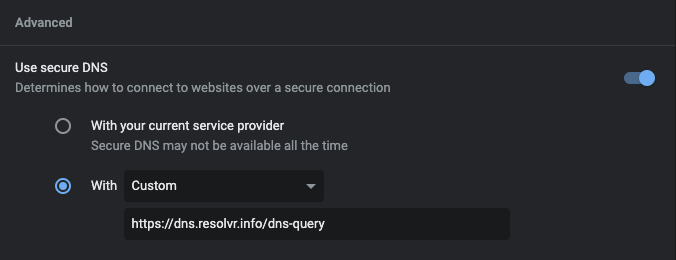 Advanced
Use secure DNS
Determines how to connect to websites over a secure connection
With your current service provider
Secure DNS may not be available all the time
With Custom
https://dns.resolvr.info/dns-query